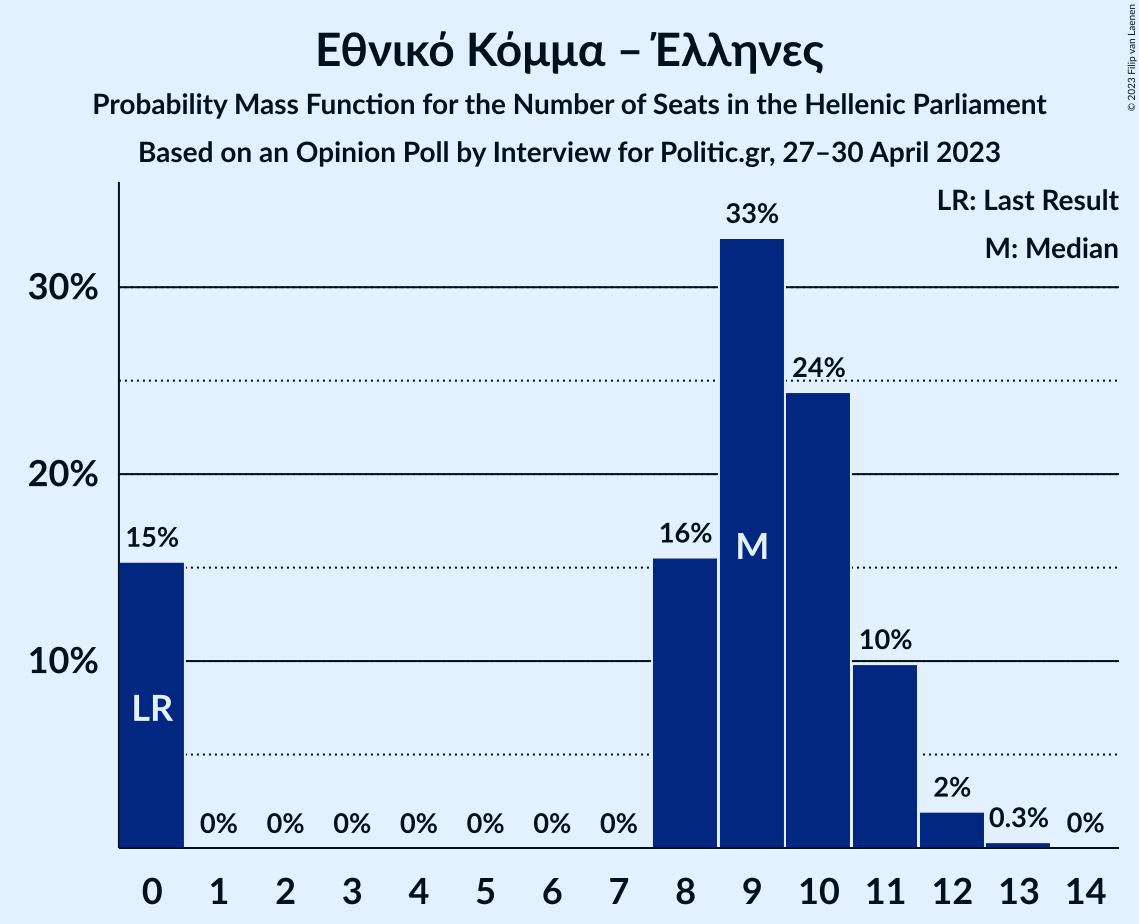 Εθνικό Κόμμα – Έλληνες
Probability Mass Function for the Number of Seats in the Hellenic Parliament
Based on an Opinion Poll by Interview for Politic.gr, 27–30 April 2023
© 2023 Filip van Laenen
LR: Last Result
M: Median
33%
30%
24%
20%
15%
16%
M
10%
10%
LR
2%
0% 0% 0% 0% 0% 0% 0% 0.3% 0%
0 1 2 3 4 5 6 7 8 9 10 11 12 13 14